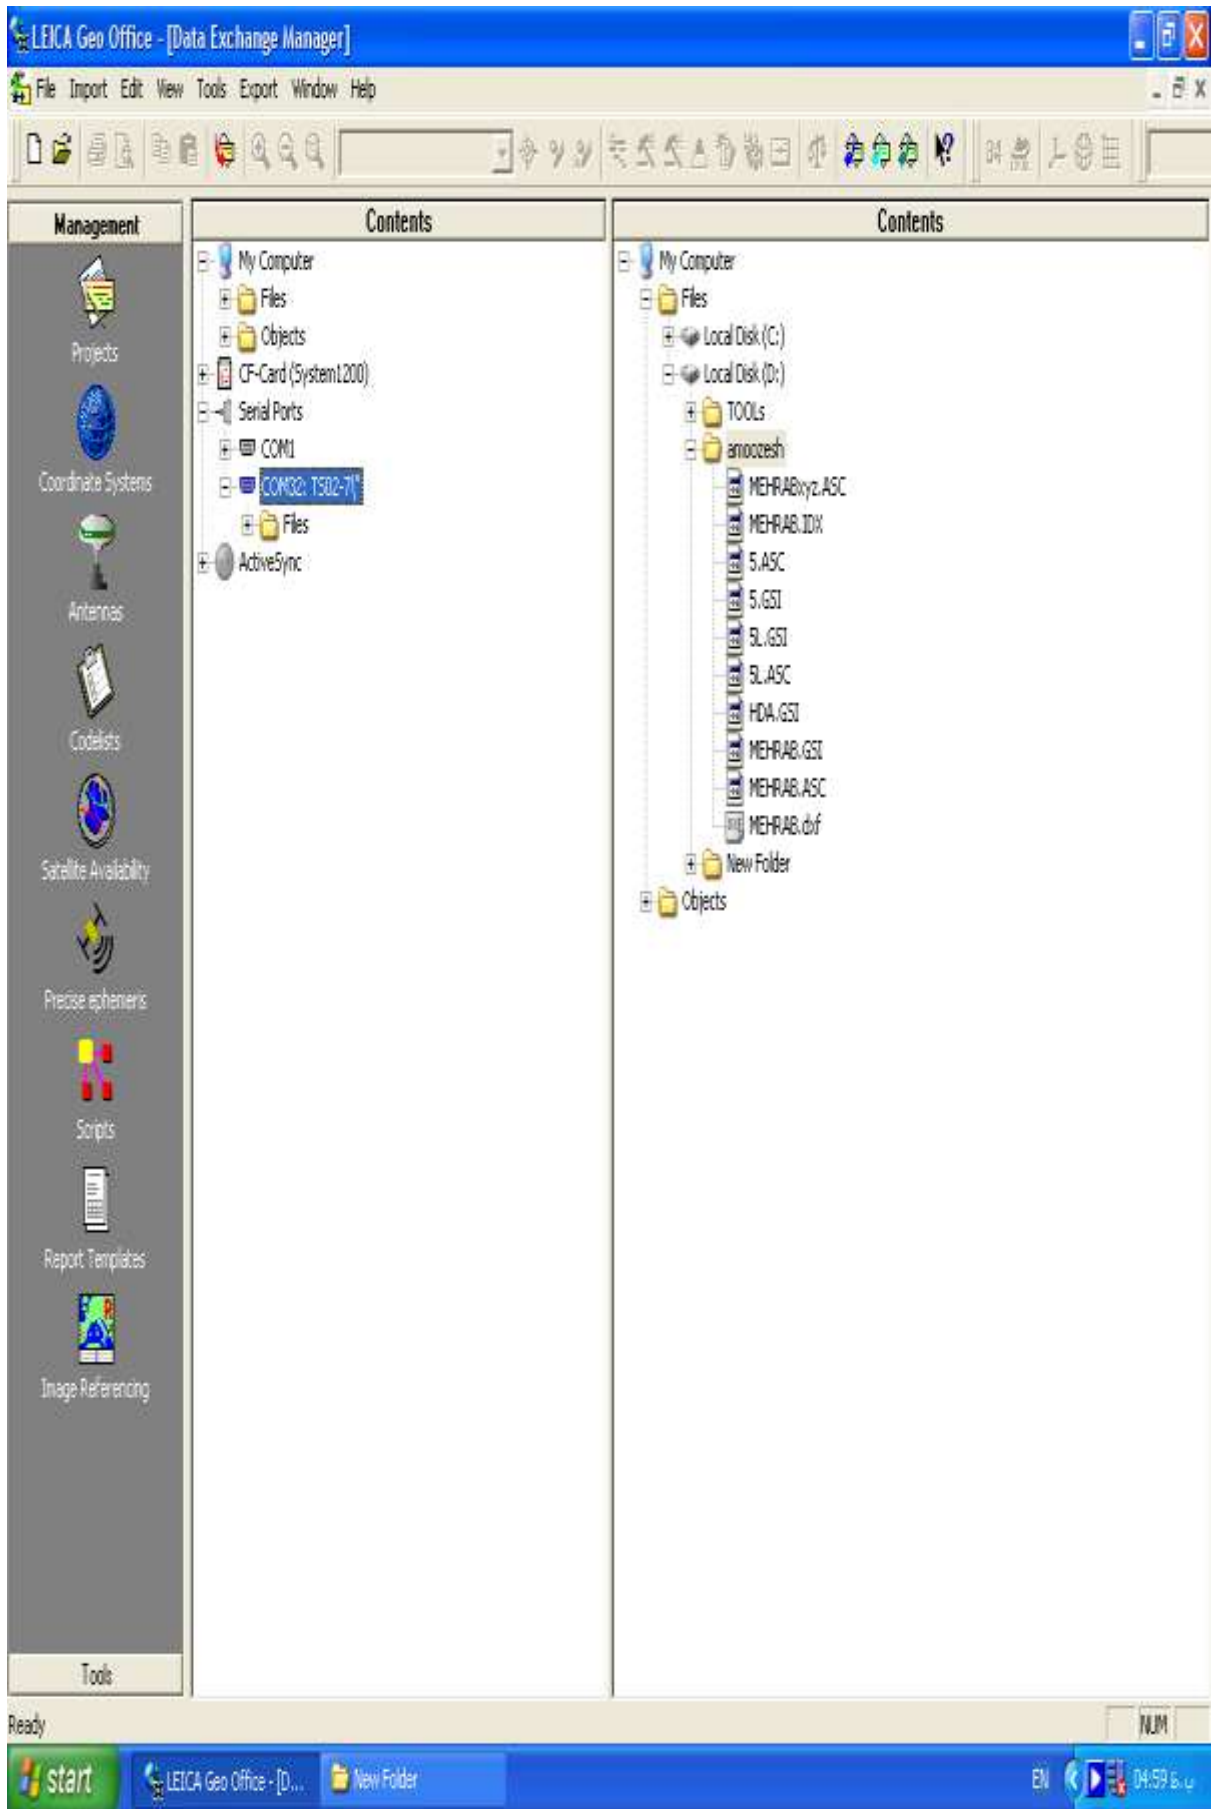 LEICA Geo Office - [Data Exchange Manager]
File Import Edit View Tools Export Window Help
Management
Contents
Contents
Projects
Coordinate Systems
Antennas
Codelists
Satellite Availability
Precise ephemeris
Scripts
Report Templates
Image Referencing
Tools
My Computer
Files
Objects
CF-Card (System1200)
Serial Ports
COM1
COM32: TS02-7\"
Files
ActiveSync
My Computer
Files
Local Disk (C:)
Local Disk (D:)
TOOLs
amoozesh
MEHRABxyz.ASC
MEHRAB.IDX
5.ASC
5.GSI
5L.GSI
5L.ASC
HDA.GSI
MEHRAB.GSI
MEHRAB.ASC
MEHRAB.dxf
New Folder
Objects
Ready
NUM
start
LEICA Geo Office - [D...
New Folder
EN
04:59 ب.ظ